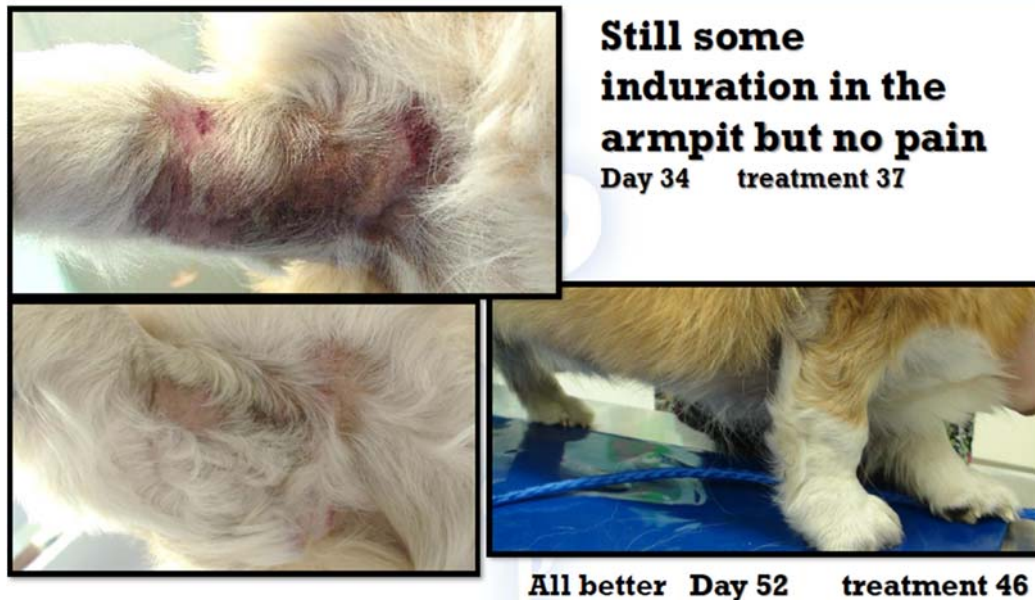 Still some
induration in the
armpit but no pain
Day 34 treatment 37
All better Day 52 treatment 46